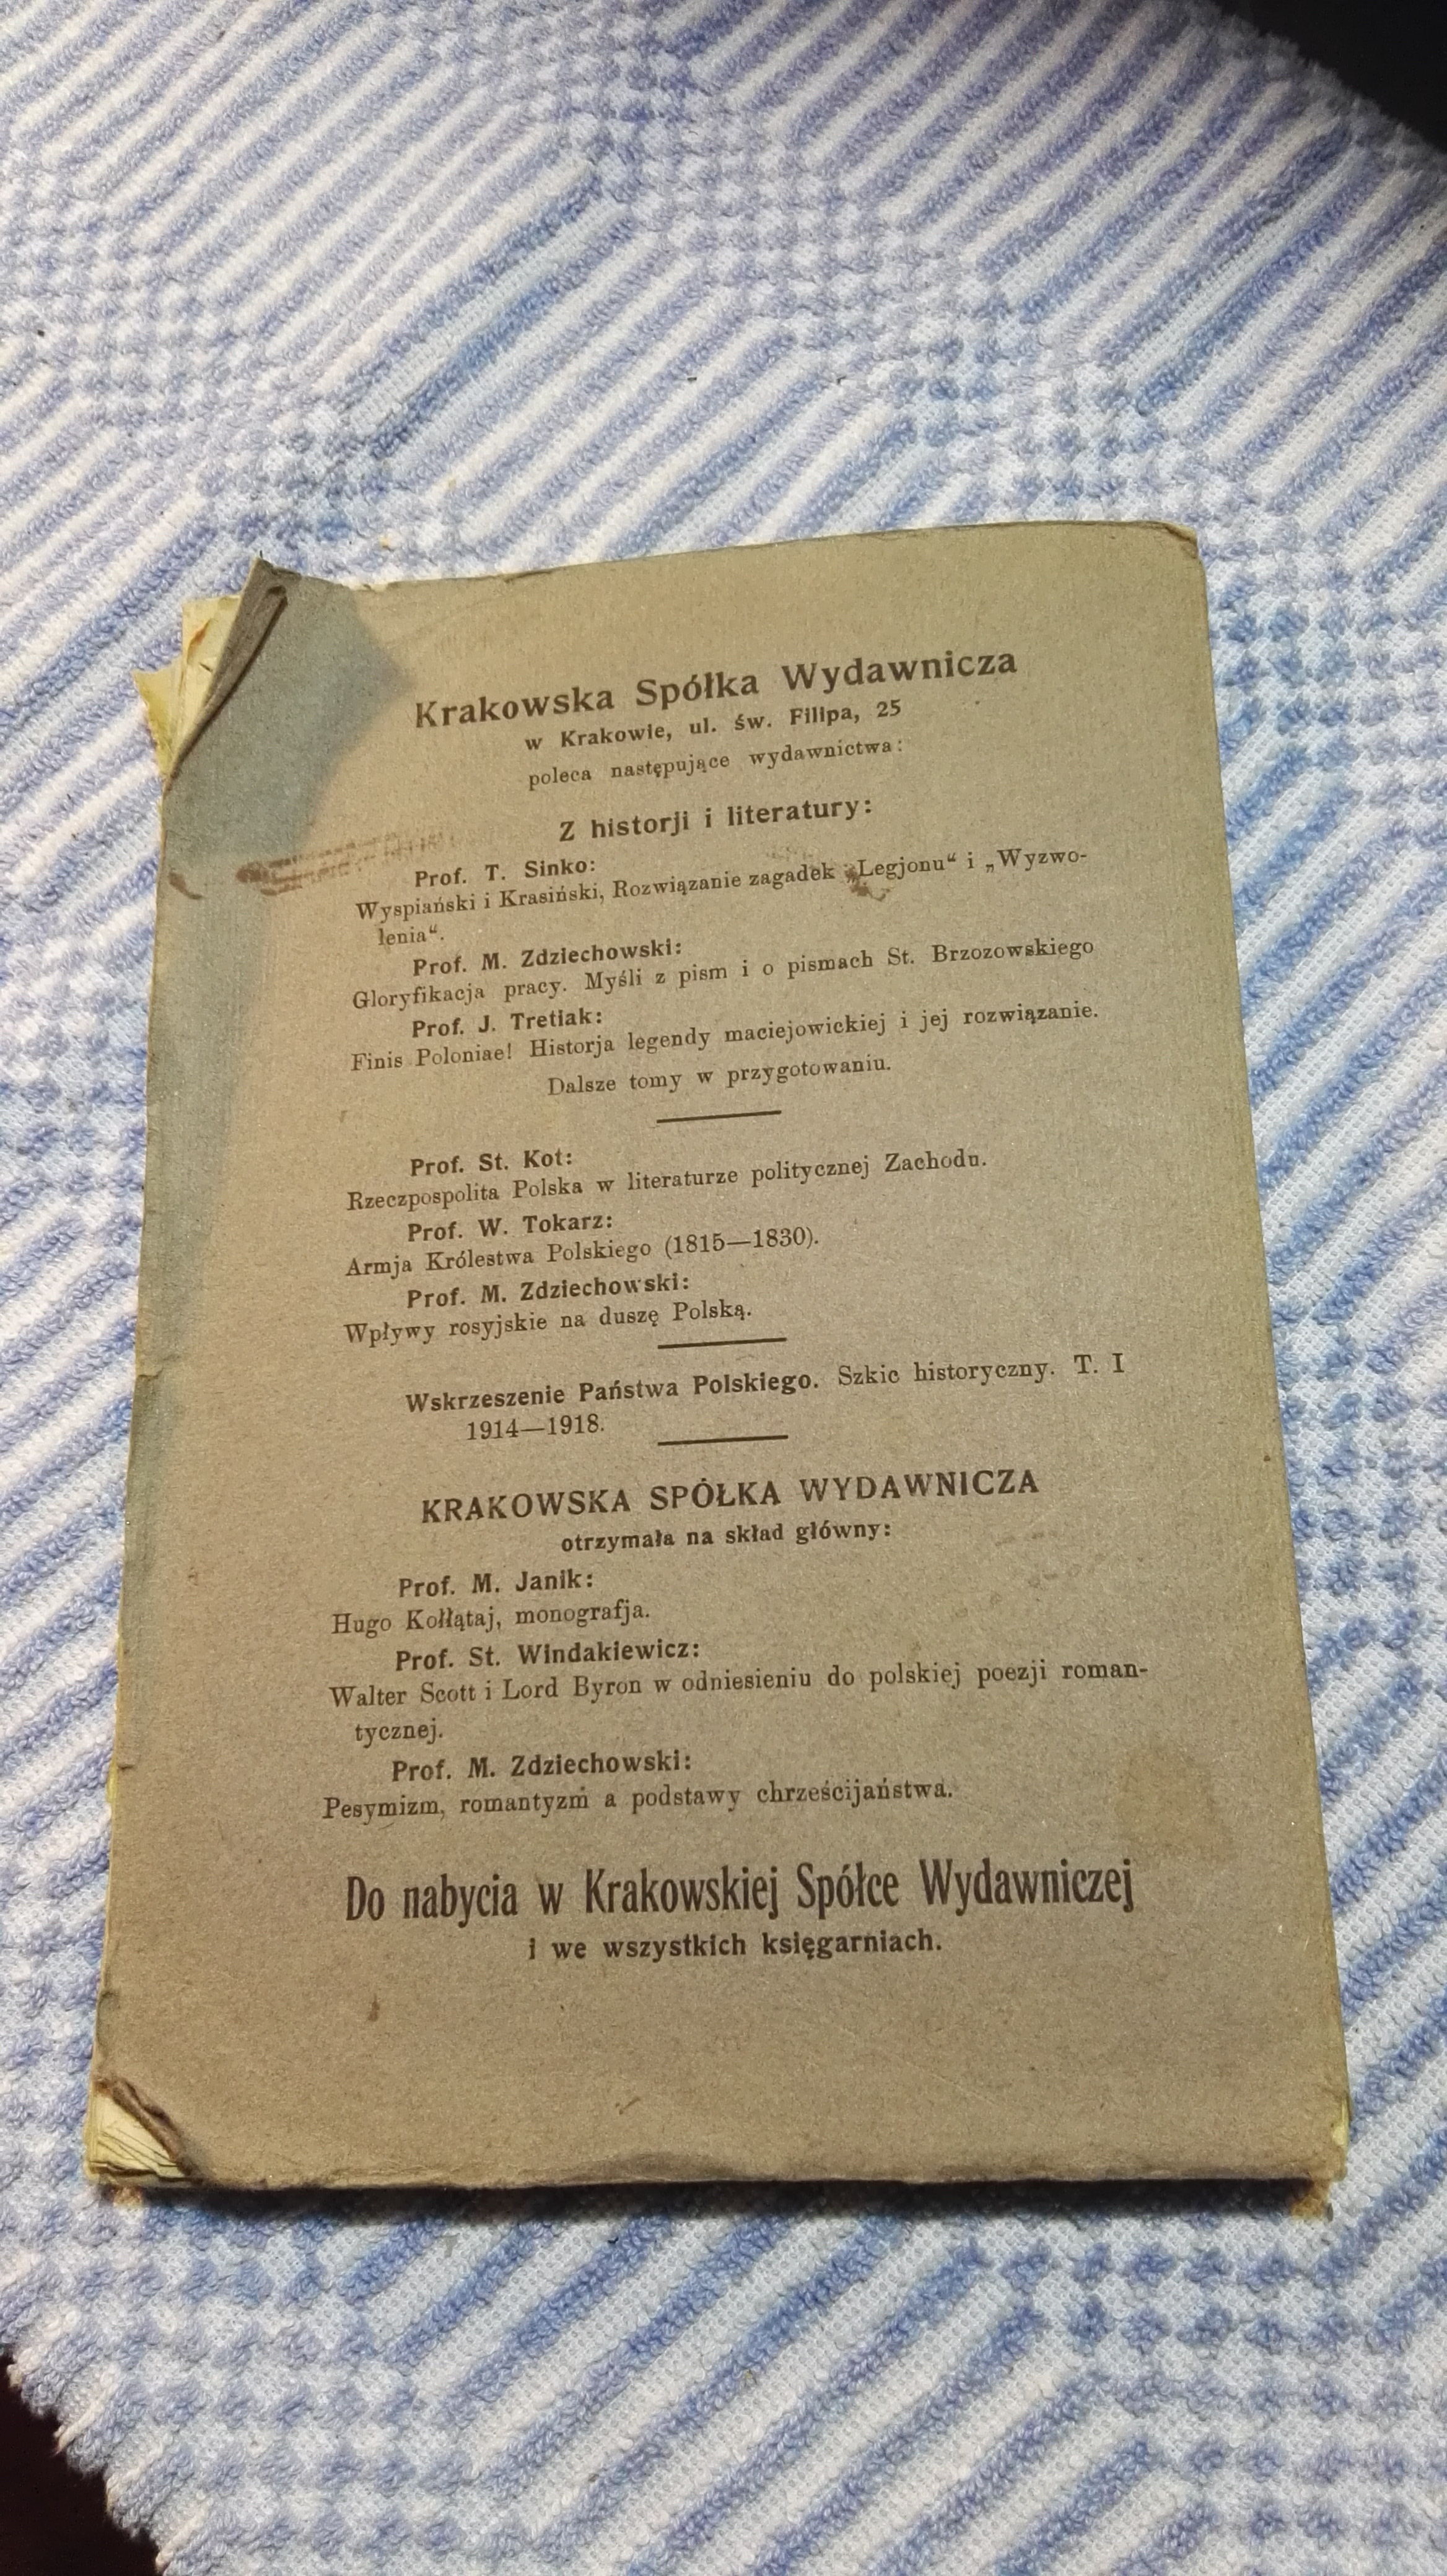 Krakowska Spółka Wydawnicza
w Krakowie, ul. św. Filipa, 25
poleca następujące wydawnictwa:
Z historji i literatury:
Prof. T. Sinko:
Wyspiański i Krasiński, Rozwiązanie zagadek „Legjonu“ i „Wyzwo-
lenia“.
Prof. M. Zdziechowski:
Gloryfikacja pracy. Myśli z pism i o pismach St. Brzozowskiego
Prof. J. Tretiak:
Finis Poloniae! Historja legendy maciejowickiej i jej rozwiązanie.
Dalsze tomy w przygotowaniu.
Prof. St. Kot:
Rzeczpospolita Polska w literaturze politycznej Zachodu.
Prof. W. Tokarz:
Armja Królestwa Polskiego (1815—1830).
Prof. M. Zdziechowski:
Wpływy rosyjskie na duszę Polską.
Wskrzeszenie Państwa Polskiego. Szkic historyczny. T. I
1914—1918.
KRAKOWSKA SPÓŁKA WYDAWNICZA
otrzymała na skład główny:
Prof. M. Janik:
Hugo Kołłątaj, monografja.
Prof. St. Windakiewicz:
Walter Scott i Lord Byron w odniesieniu do polskiej poezji roman-
tycznej.
Prof. M. Zdziechowski:
Pesymizm, romantyzm a podstawy chrześcijaństwa.
Do nabycia w Krakowskiej Spółce Wydawniczej
i we wszystkich księgarniach.